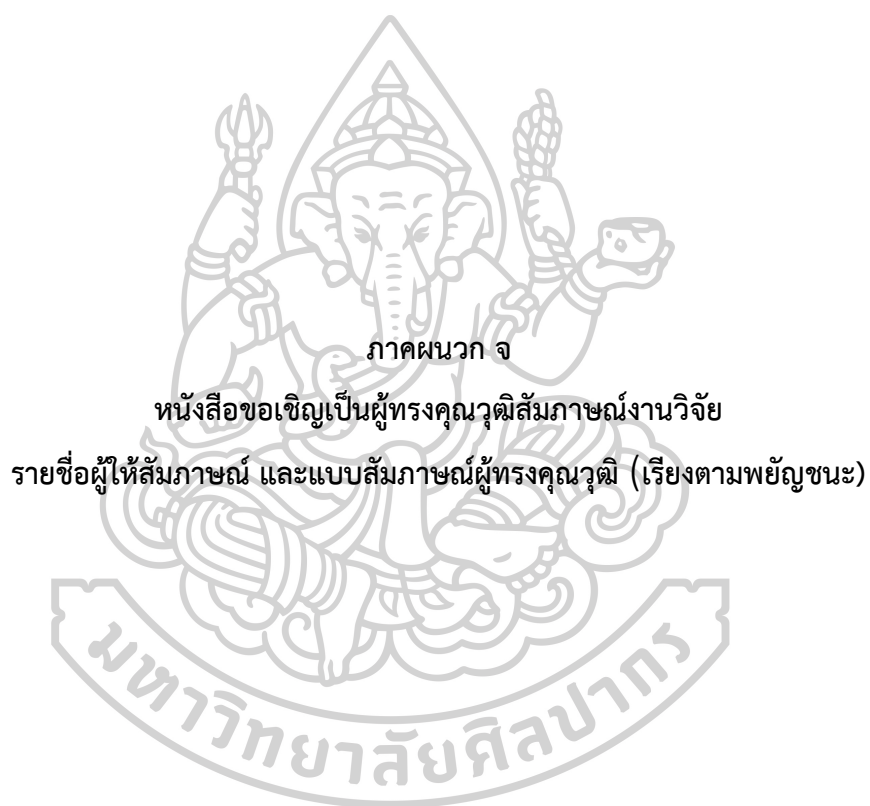 ภาคผนวก จ
หนังสือขอเชิญเป็นผู้ทรงคุณวุฒิสัมภาษณ์งานวิจัย
รายชื่อผู้ให้สัมภาษณ์ และแบบสัมภาษณ์ผู้ทรงคุณวุฒิ (เรียงตามพยัญชนะ)
มหาวิทยาลัยศิลปากร